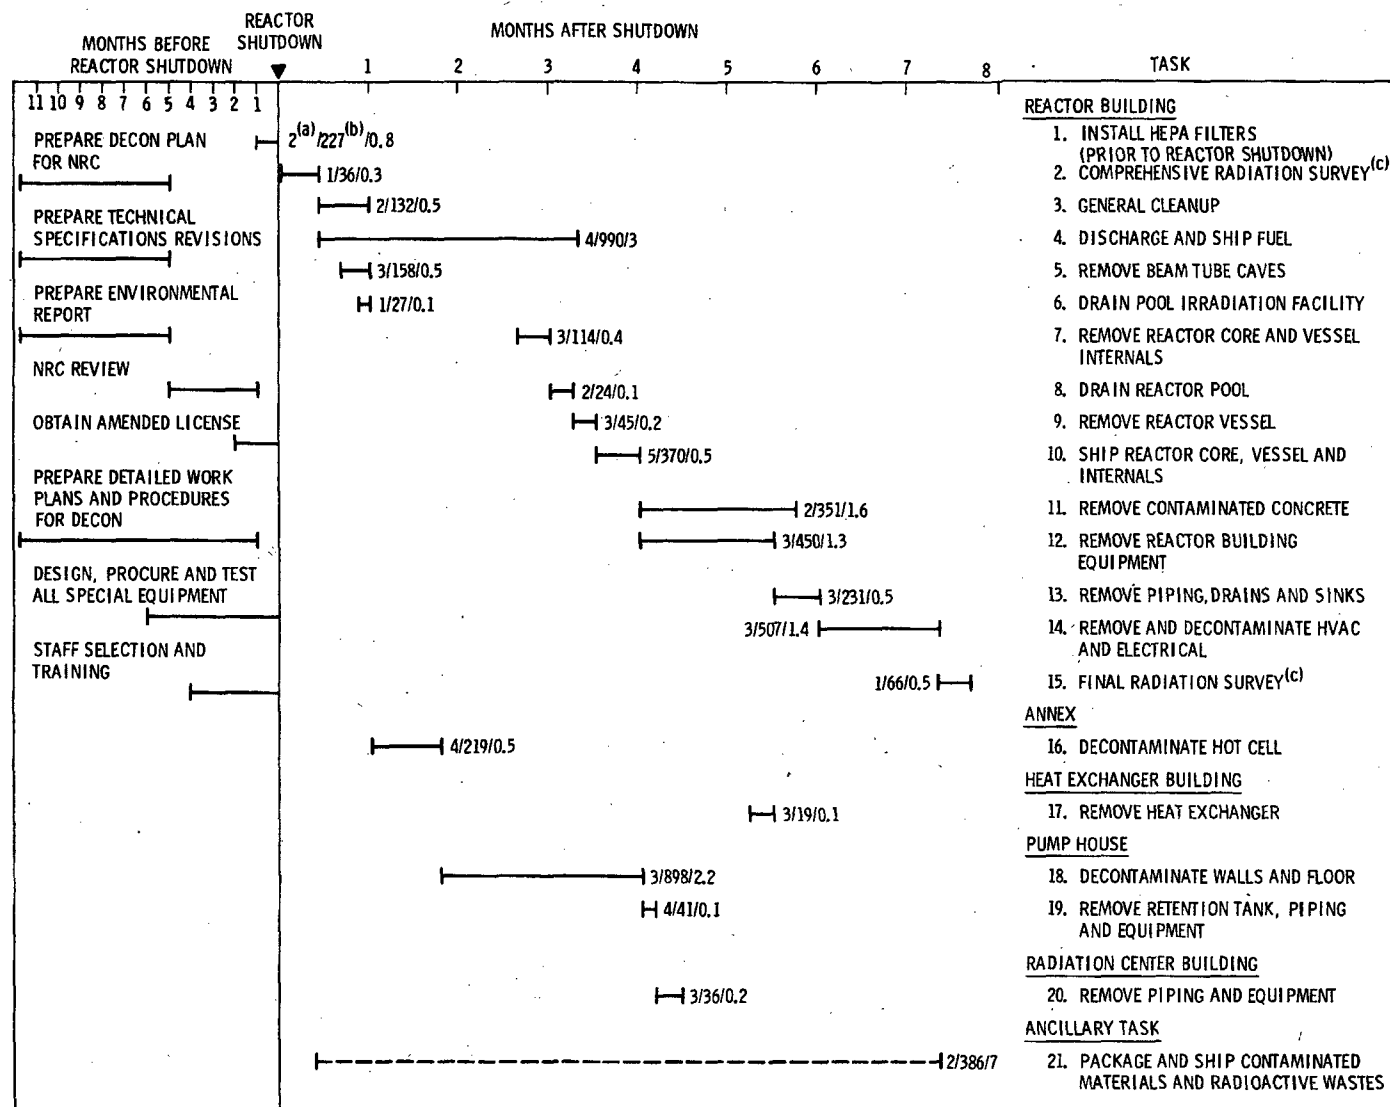 REACTOR
SHUTDOWN
MONTHS BEFORE
REACTOR SHUTDOWN
MONTHS AFTER SHUTDOWN
1 2 3 4 5 6 7 8
TASK
11 10 9 8 7 6 5 4 3 2 1
PREPARE DECON PLAN
FOR NRC
PREPARE TECHNICAL
SPECIFICATIONS REVISIONS
PREPARE ENVIRONMENTAL
REPORT
NRC REVIEW
OBTAIN AMENDED LICENSE
PREPARE DETAILED WORK
PLANS AND PROCEDURES
FOR DECON
DESIGN, PROCURE AND TEST
ALL SPECIAL EQUIPMENT
STAFF SELECTION AND
TRAINING
2(a)/227(b)/0.8
1/36/0.3
2/132/0.5
4/990/3
3/158/0.5
1/27/0.1
3/114/0.4
2/24/0.1
3/45/0.2
5/370/0.5
2/351/1.6
3/450/1.3
3/231/0.5
3/507/1.4
1/66/0.5
4/219/0.5
3/19/0.1
3/898/2.2
4/41/0.1
3/36/0.2
2/386/7
REACTOR BUILDING
1. INSTALL HEPA FILTERS
(PRIOR TO REACTOR SHUTDOWN)
2. COMPREHENSIVE RADIATION SURVEY(c)
3. GENERAL CLEANUP
4. DISCHARGE AND SHIP FUEL
5. REMOVE BEAM TUBE CAVES
6. DRAIN POOL IRRADIATION FACILITY
7. REMOVE REACTOR CORE AND VESSEL
INTERNALS
8. DRAIN REACTOR POOL
9. REMOVE REACTOR VESSEL
10. SHIP REACTOR CORE, VESSEL AND
INTERNALS
11. REMOVE CONTAMINATED CONCRETE
12. REMOVE REACTOR BUILDING
EQUIPMENT
13. REMOVE PIPING, DRAINS AND SINKS
14. REMOVE AND DECONTAMINATE HVAC
AND ELECTRICAL
15. FINAL RADIATION SURVEY(c)
ANNEX
16. DECONTAMINATE HOT CELL
HEAT EXCHANGER BUILDING
17. REMOVE HEAT EXCHANGER
PUMP HOUSE
18. DECONTAMINATE WALLS AND FLOOR
19. REMOVE RETENTION TANK, PIPING
AND EQUIPMENT
RADIATION CENTER BUILDING
20. REMOVE PIPING AND EQUIPMENT
ANCILLARY TASK
21. PACKAGE AND SHIP CONTAMINATED
MATERIALS AND RADIOACTIVE WASTES